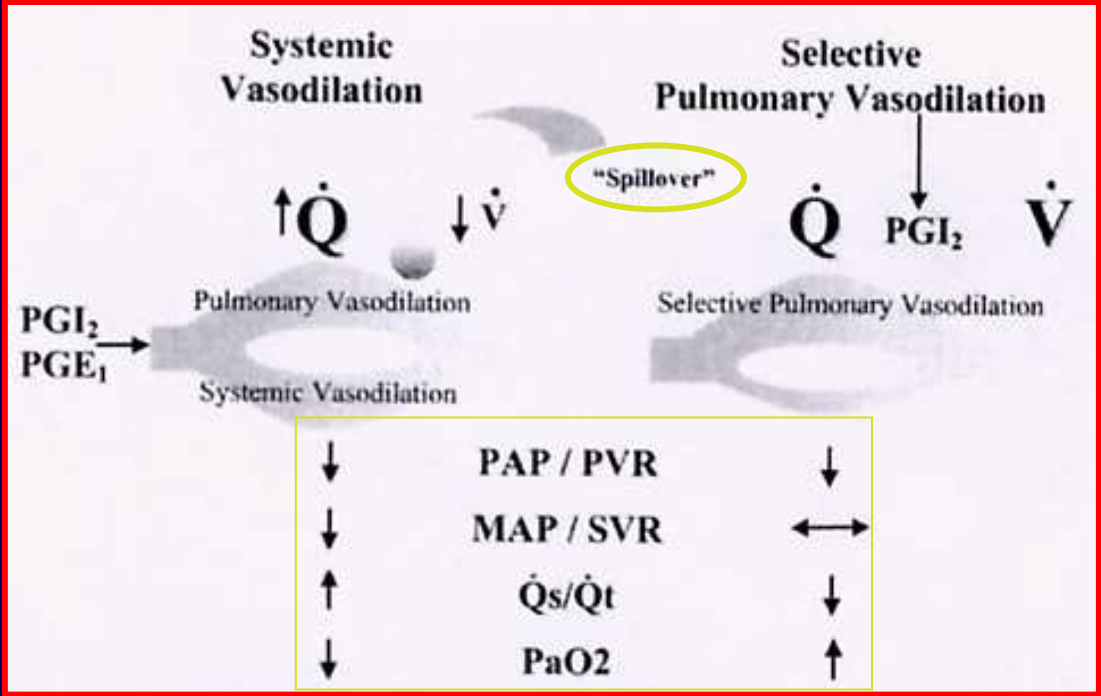 Systemic
Vasodilation
Selective
Pulmonary Vasodilation
"Spillover"
↑Q̇
↓ V̇
Q̇
PGI₂
V̇
Pulmonary Vasodilation
Selective Pulmonary Vasodilation
PGI₂
PGE₁
Systemic Vasodilation
↓ PAP / PVR ↓
↓ MAP / SVR ↔
↑ Q̇s/Q̇t ↓
↓ PaO2 ↑